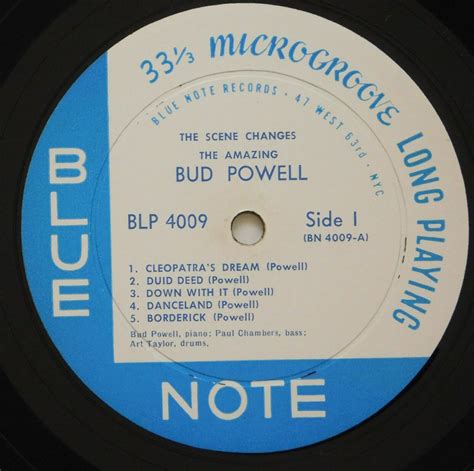 33⅓ MICROGROOVE LONG PLAYING
BLUE NOTE RECORDS • 47 WEST 63rd • NYC
THE SCENE CHANGES
THE AMAZING
BUD POWELL
BLP 4009 Side 1
(BN 4009-A)
1. CLEOPATRA'S DREAM (Powell)
2. DUID DEED (Powell)
3. DOWN WITH IT (Powell)
4. DANCELAND (Powell)
5. BORDERICK (Powell)
Bud Powell, piano; Paul Chambers, bass;
Art Taylor, drums.
BLUE
NOTE